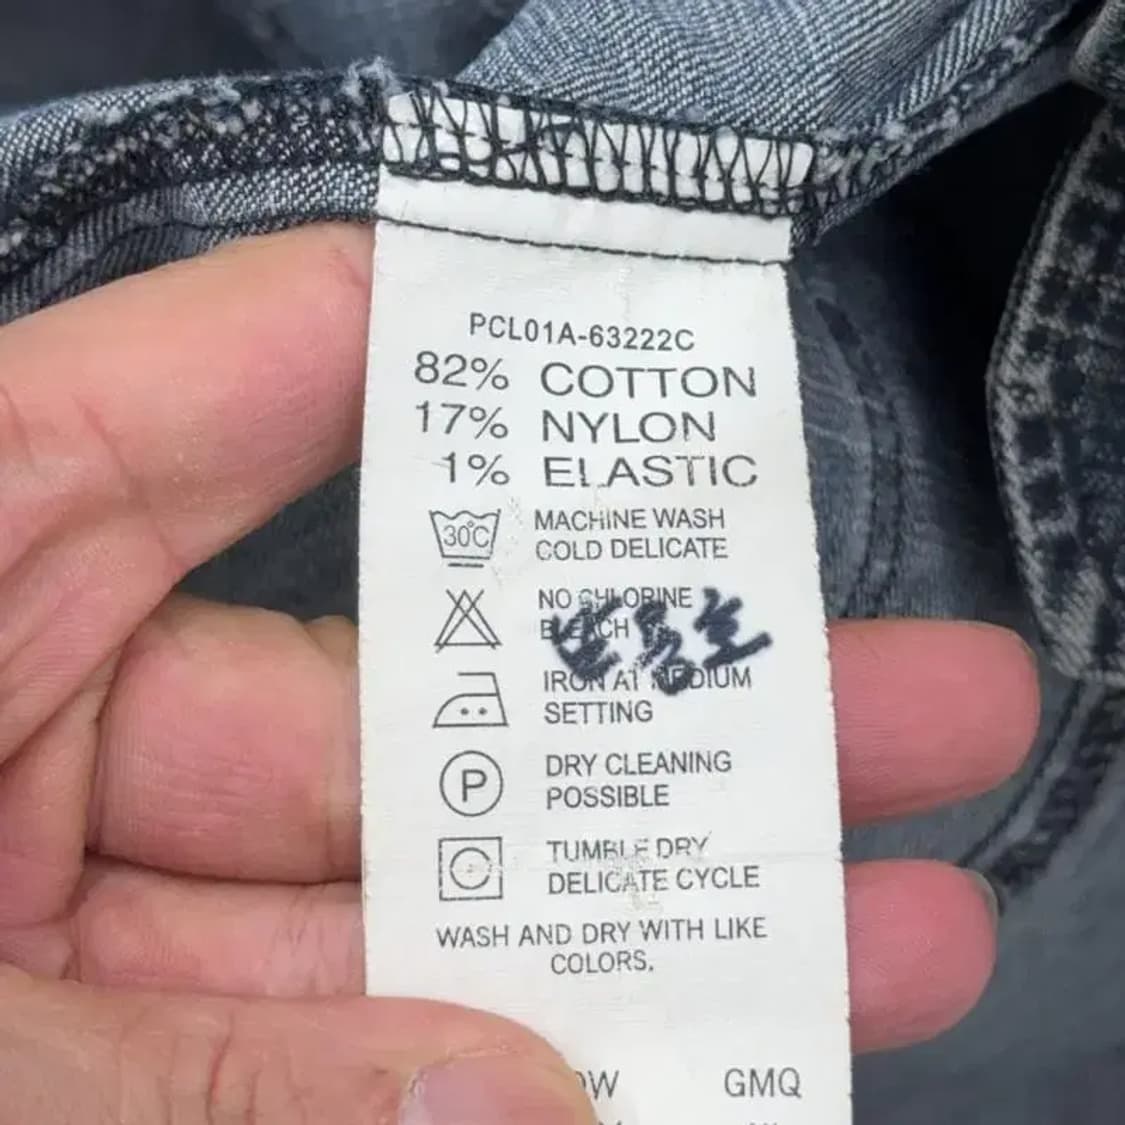 PCL01A-63222C
82% COTTON
17% NYLON
1% ELASTIC
30°C MACHINE WASH
COLD DELICATE
NO CHLORINE
BLEACH
IRON AT MEDIUM
SETTING
P DRY CLEANING
POSSIBLE
TUMBLE DRY
DELICATE CYCLE
WASH AND DRY WITH LIKE
COLORS.
GMQ